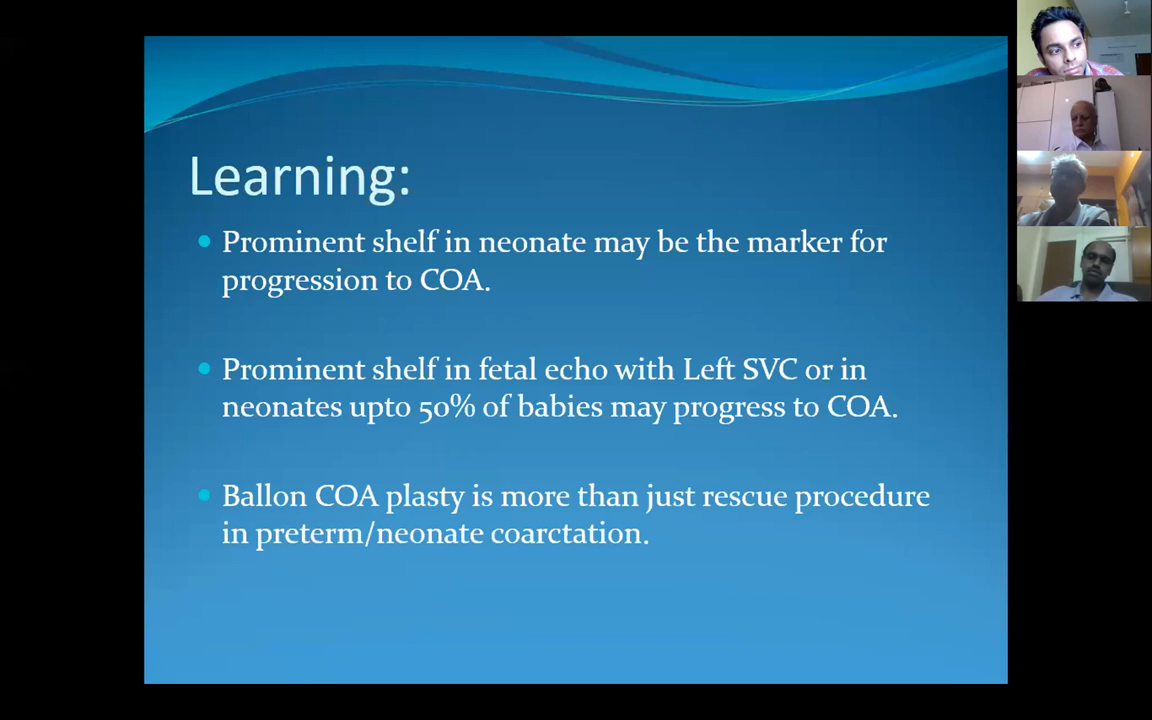 Learning:
Prominent shelf in neonate may be the marker for
progression to COA.
Prominent shelf in fetal echo with Left SVC or in
neonates upto 50% of babies may progress to COA.
Ballon COA plasty is more than just rescue procedure
in preterm/neonate coarctation.